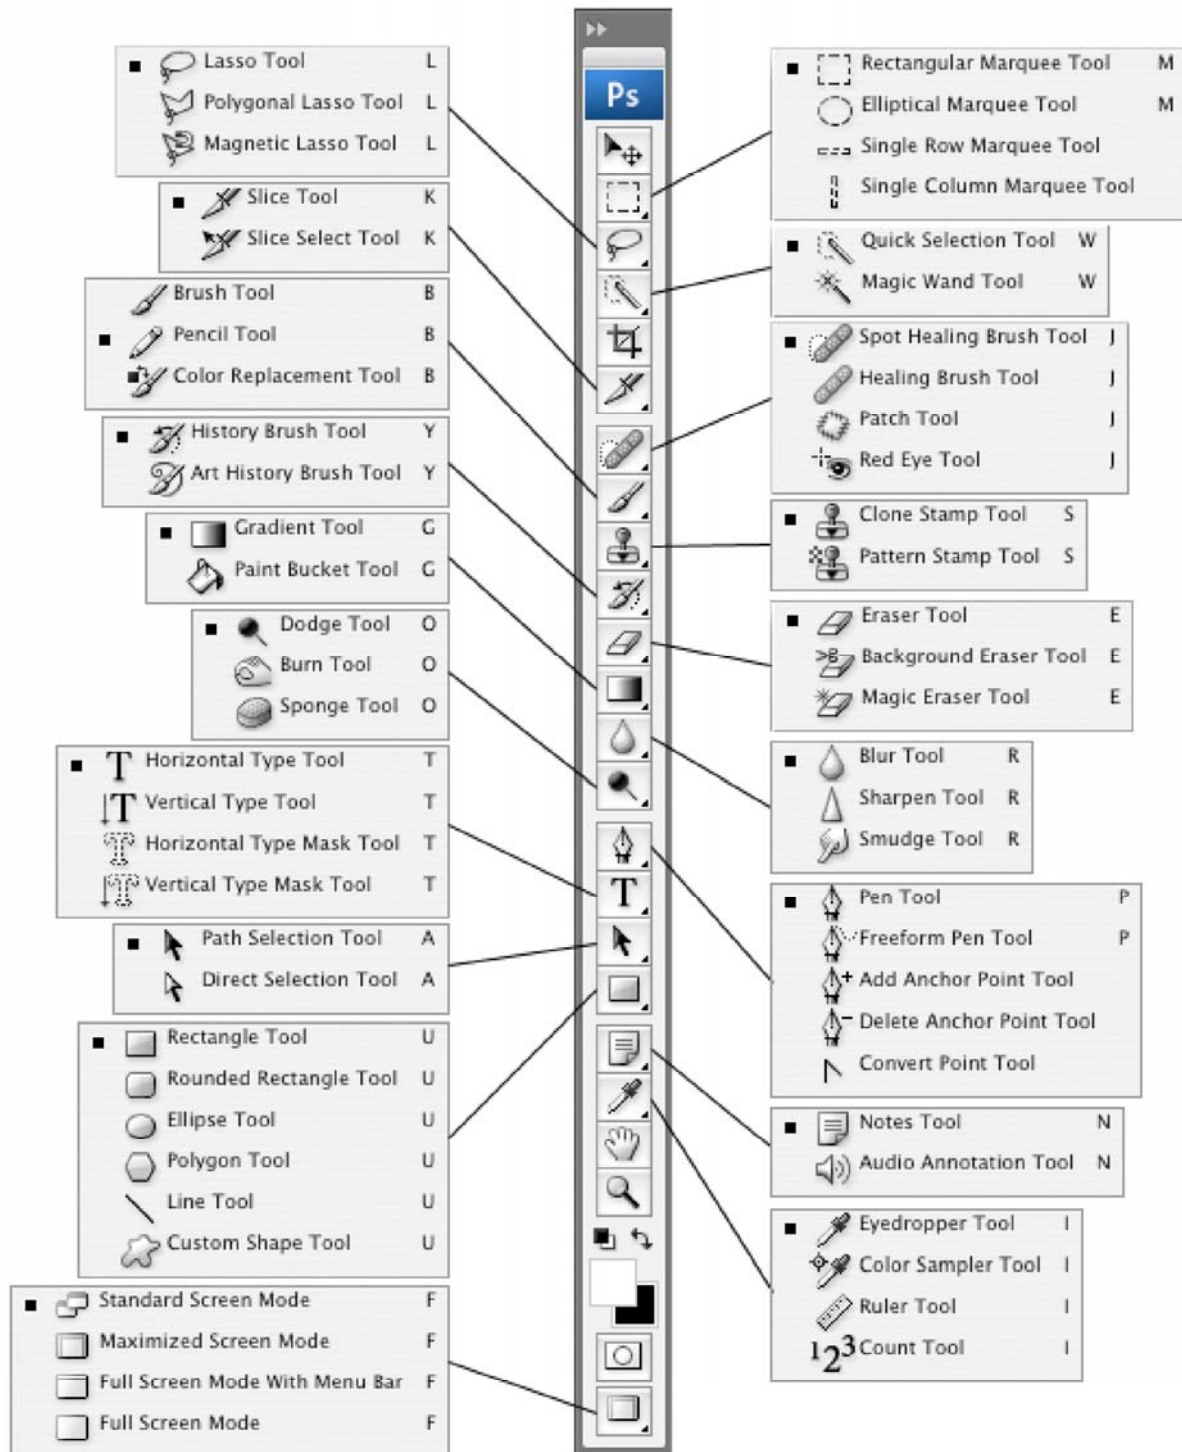 Lasso Tool L
Polygonal Lasso Tool L
Magnetic Lasso Tool L
Slice Tool K
Slice Select Tool K
Brush Tool B
Pencil Tool B
Color Replacement Tool B
History Brush Tool Y
Art History Brush Tool Y
Gradient Tool G
Paint Bucket Tool G
Dodge Tool O
Burn Tool O
Sponge Tool O
Horizontal Type Tool T
Vertical Type Tool T
Horizontal Type Mask Tool T
Vertical Type Mask Tool T
Path Selection Tool A
Direct Selection Tool A
Rectangle Tool U
Rounded Rectangle Tool U
Ellipse Tool U
Polygon Tool U
Line Tool U
Custom Shape Tool U
Standard Screen Mode F
Maximized Screen Mode F
Full Screen Mode With Menu Bar F
Full Screen Mode F
Ps
T
Rectangular Marquee Tool M
Elliptical Marquee Tool M
Single Row Marquee Tool
Single Column Marquee Tool
Quick Selection Tool W
Magic Wand Tool W
Spot Healing Brush Tool J
Healing Brush Tool J
Patch Tool J
Red Eye Tool J
Clone Stamp Tool S
Pattern Stamp Tool S
Eraser Tool E
Background Eraser Tool E
Magic Eraser Tool E
Blur Tool R
Sharpen Tool R
Smudge Tool R
Pen Tool P
Freeform Pen Tool P
Add Anchor Point Tool
Delete Anchor Point Tool
Convert Point Tool
Notes Tool N
Audio Annotation Tool N
Eyedropper Tool I
Color Sampler Tool I
Ruler Tool I
123 Count Tool I